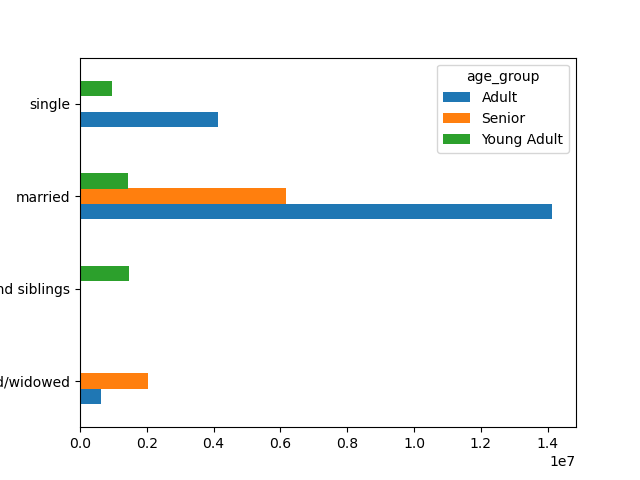 age_group
Adult
Senior
Young Adult
single
married
siblings
d/widowed
0.0 0.2 0.4 0.6 0.8 1.0 1.2 1.4
1e7